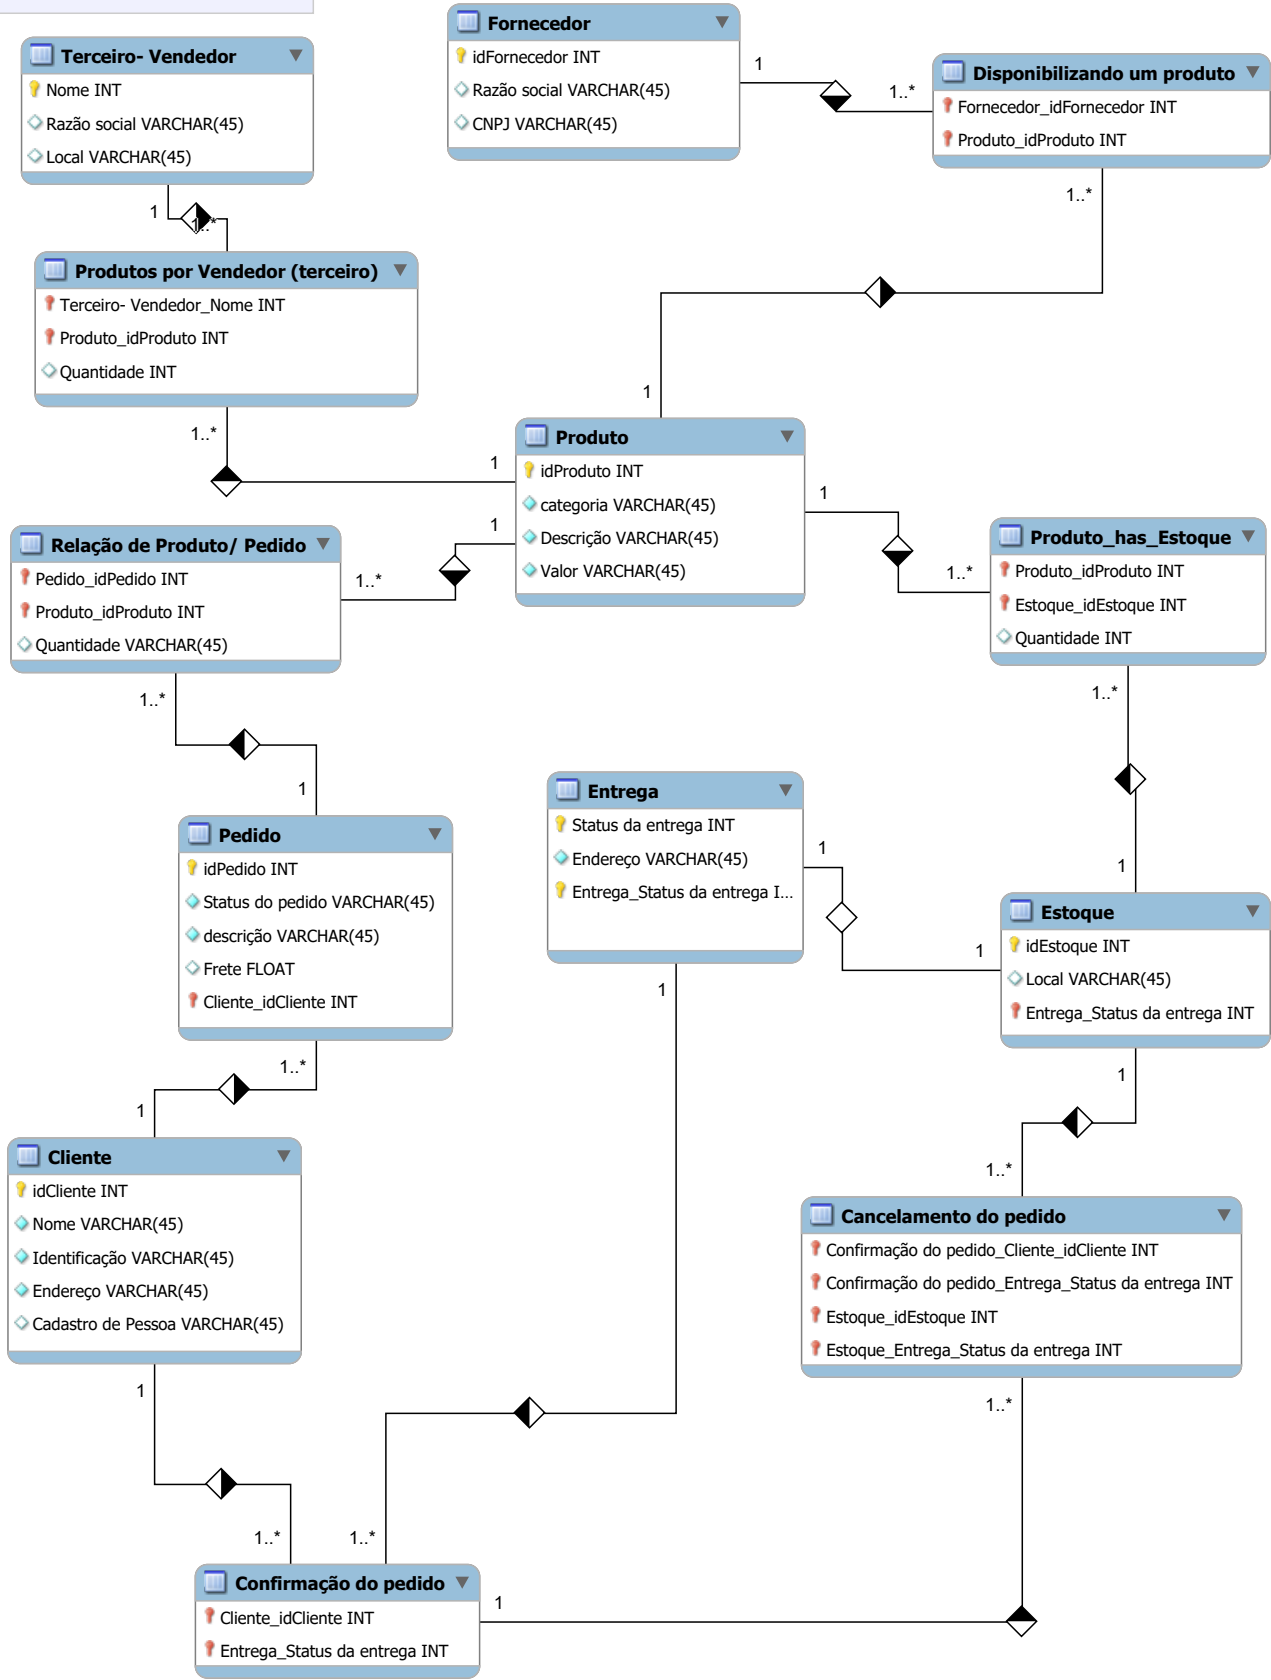 Fornecedor
idFornecedor INT
Razão social VARCHAR(45)
CNPJ VARCHAR(45)
Terceiro- Vendedor
Nome INT
Razão social VARCHAR(45)
Local VARCHAR(45)
Disponibilizando um produto
Fornecedor_idFornecedor INT
Produto_idProduto INT
1
1..*
1..*
1
1..*
Produtos por Vendedor (terceiro)
Terceiro- Vendedor_Nome INT
Produto_idProduto INT
Quantidade INT
1
1..*
1
Produto
idProduto INT
categoria VARCHAR(45)
Descrição VARCHAR(45)
Valor VARCHAR(45)
1
1..*
1
1..*
Relação de Produto/ Pedido
Pedido_idPedido INT
Produto_idProduto INT
Quantidade VARCHAR(45)
Produto_has_Estoque
Produto_idProduto INT
Estoque_idEstoque INT
Quantidade INT
1..*
1
1..*
1
Pedido
idPedido INT
Status do pedido VARCHAR(45)
descrição VARCHAR(45)
Frete FLOAT
Cliente_idCliente INT
Entrega
Status da entrega INT
Endereço VARCHAR(45)
Entrega_Status da entrega I...
1
1
Estoque
idEstoque INT
Local VARCHAR(45)
Entrega_Status da entrega INT
1
1..*
1
1
1..*
Cliente
idCliente INT
Nome VARCHAR(45)
Identificação VARCHAR(45)
Endereço VARCHAR(45)
Cadastro de Pessoa VARCHAR(45)
Cancelamento do pedido
Confirmação do pedido_Cliente_idCliente INT
Confirmação do pedido_Entrega_Status da entrega INT
Estoque_idEstoque INT
Estoque_Entrega_Status da entrega INT
1
1..*
1..*
1..*
1
Confirmação do pedido
Cliente_idCliente INT
Entrega_Status da entrega INT